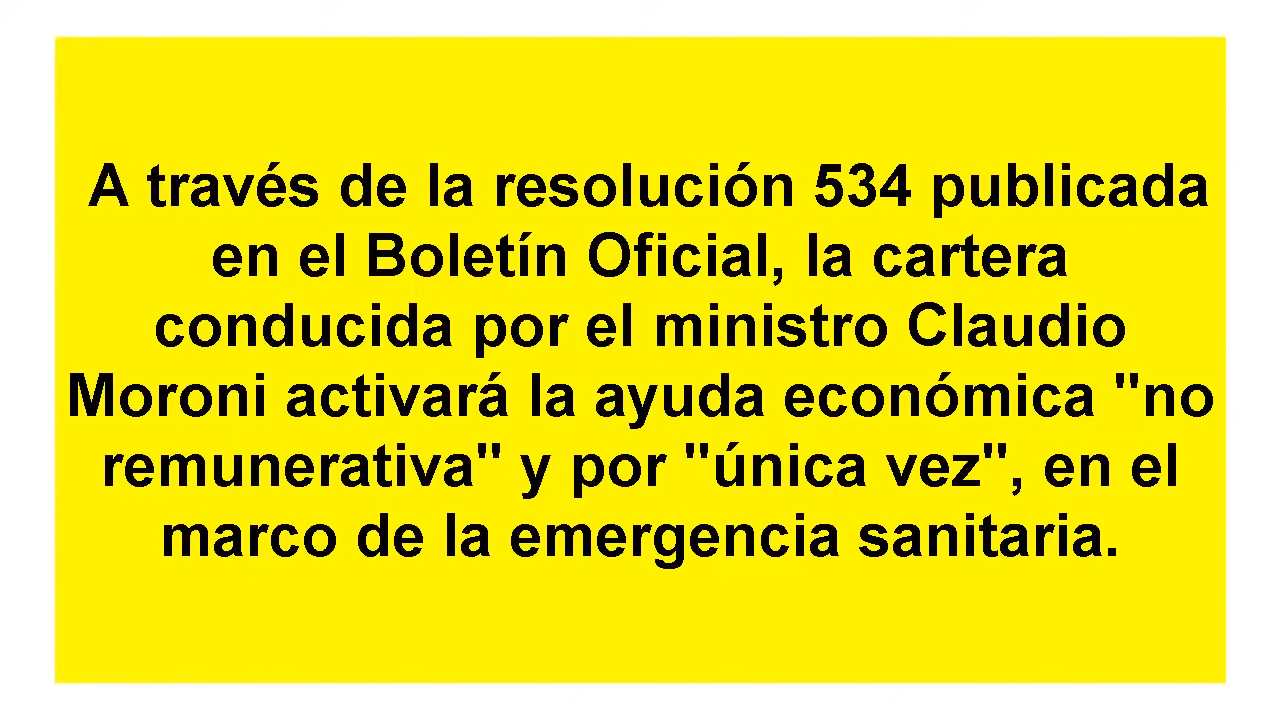 A través de la resolución 534 publicada
en el Boletín Oficial, la cartera
conducida por el ministro Claudio
Moroni activará la ayuda económica "no
remunerativa" y por "única vez", en el
marco de la emergencia sanitaria.